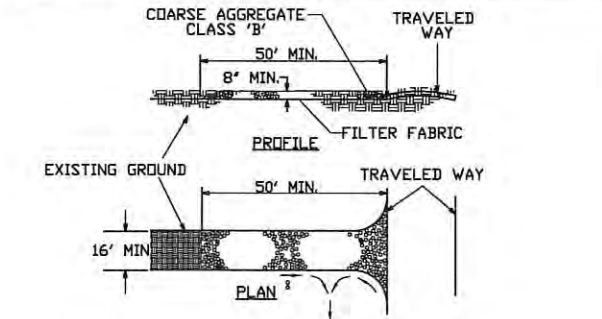 COARSE AGGREGATE
CLASS 'B'
TRAVELED
WAY
50' MIN.
8" MIN.
FILTER FABRIC
PROFILE
EXISTING GROUND
TRAVELED WAY
50' MIN.
16' MIN
PLAN